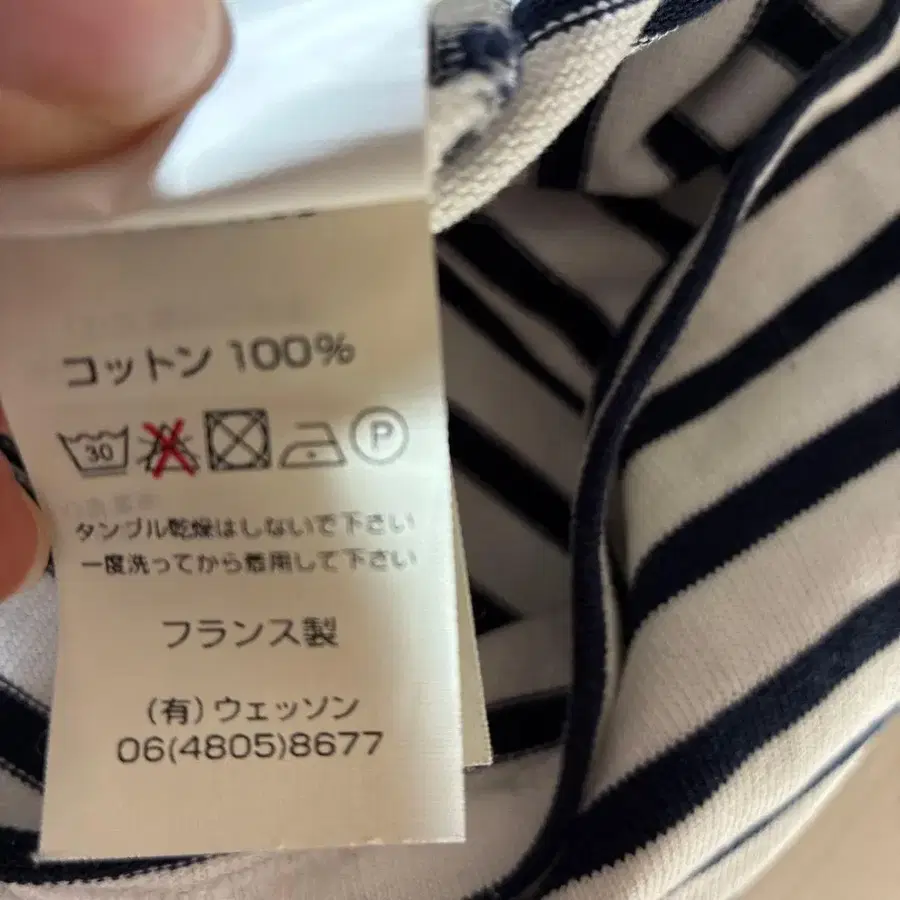 コットン 100%
30 P
タンブル乾燥はしないで下さい
一度洗ってから着用して下さい
フランス製
(有)ウェッソン
06(4805)8677